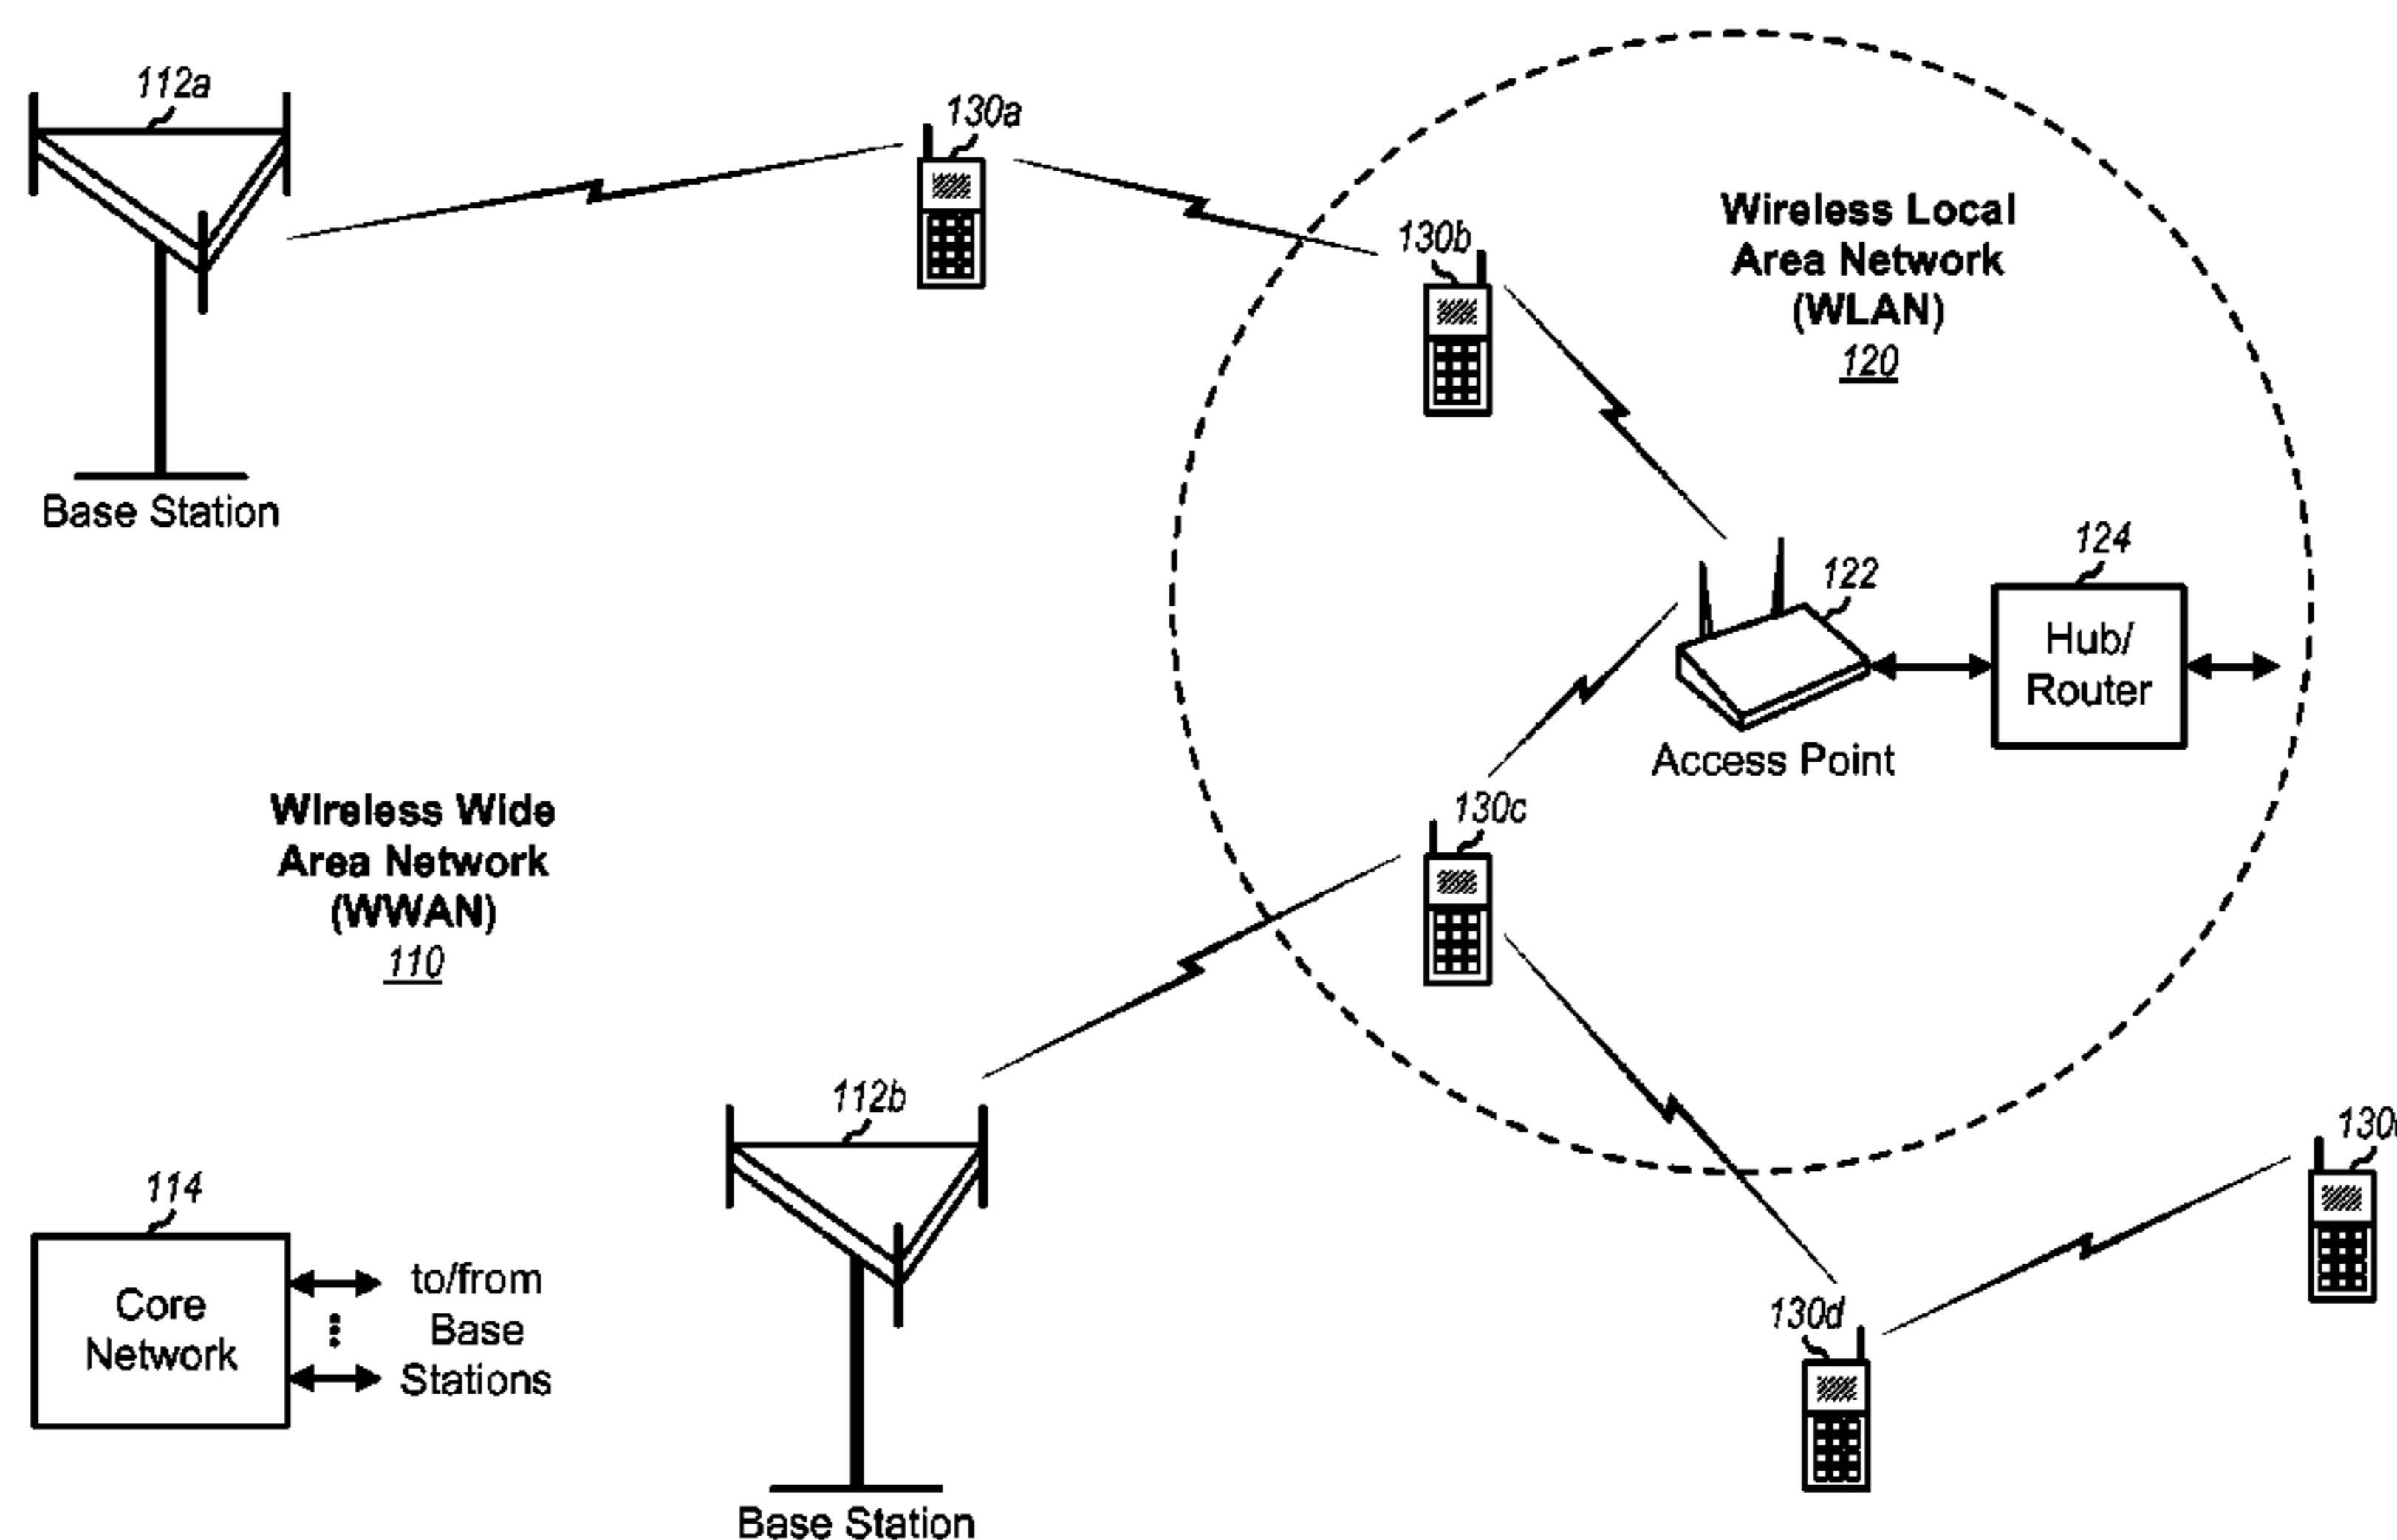 112a
130a
130b
Wireless Local
Area Network
(WLAN)
120
Base Station
124
122
Hub/
Router
Access Point
Wireless Wide
Area Network
(WWAN)
110
130c
112b
114
Core
Network
to/from
Base
Stations
130d
Base Station